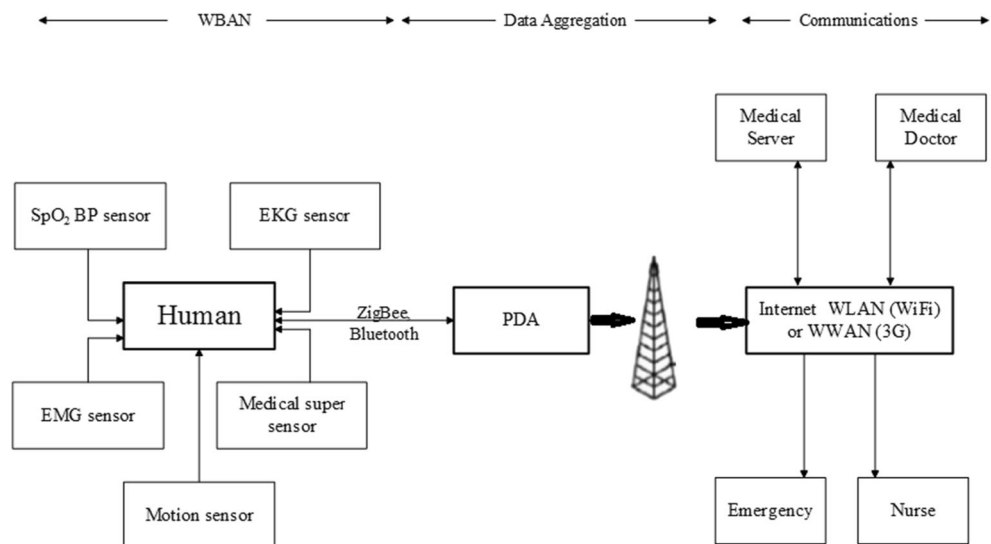 WBAN
Data Aggregation
Communications
Medical
Server
Medical
Doctor
SpO₂ BP sensor
EKG senscr
Human
ZigBee,
Bluetooth
PDA
Internet WLAN (WiFi)
or WWAN (3G)
EMG sensor
Medical super
sensor
Motion sensor
Emergency
Nurse